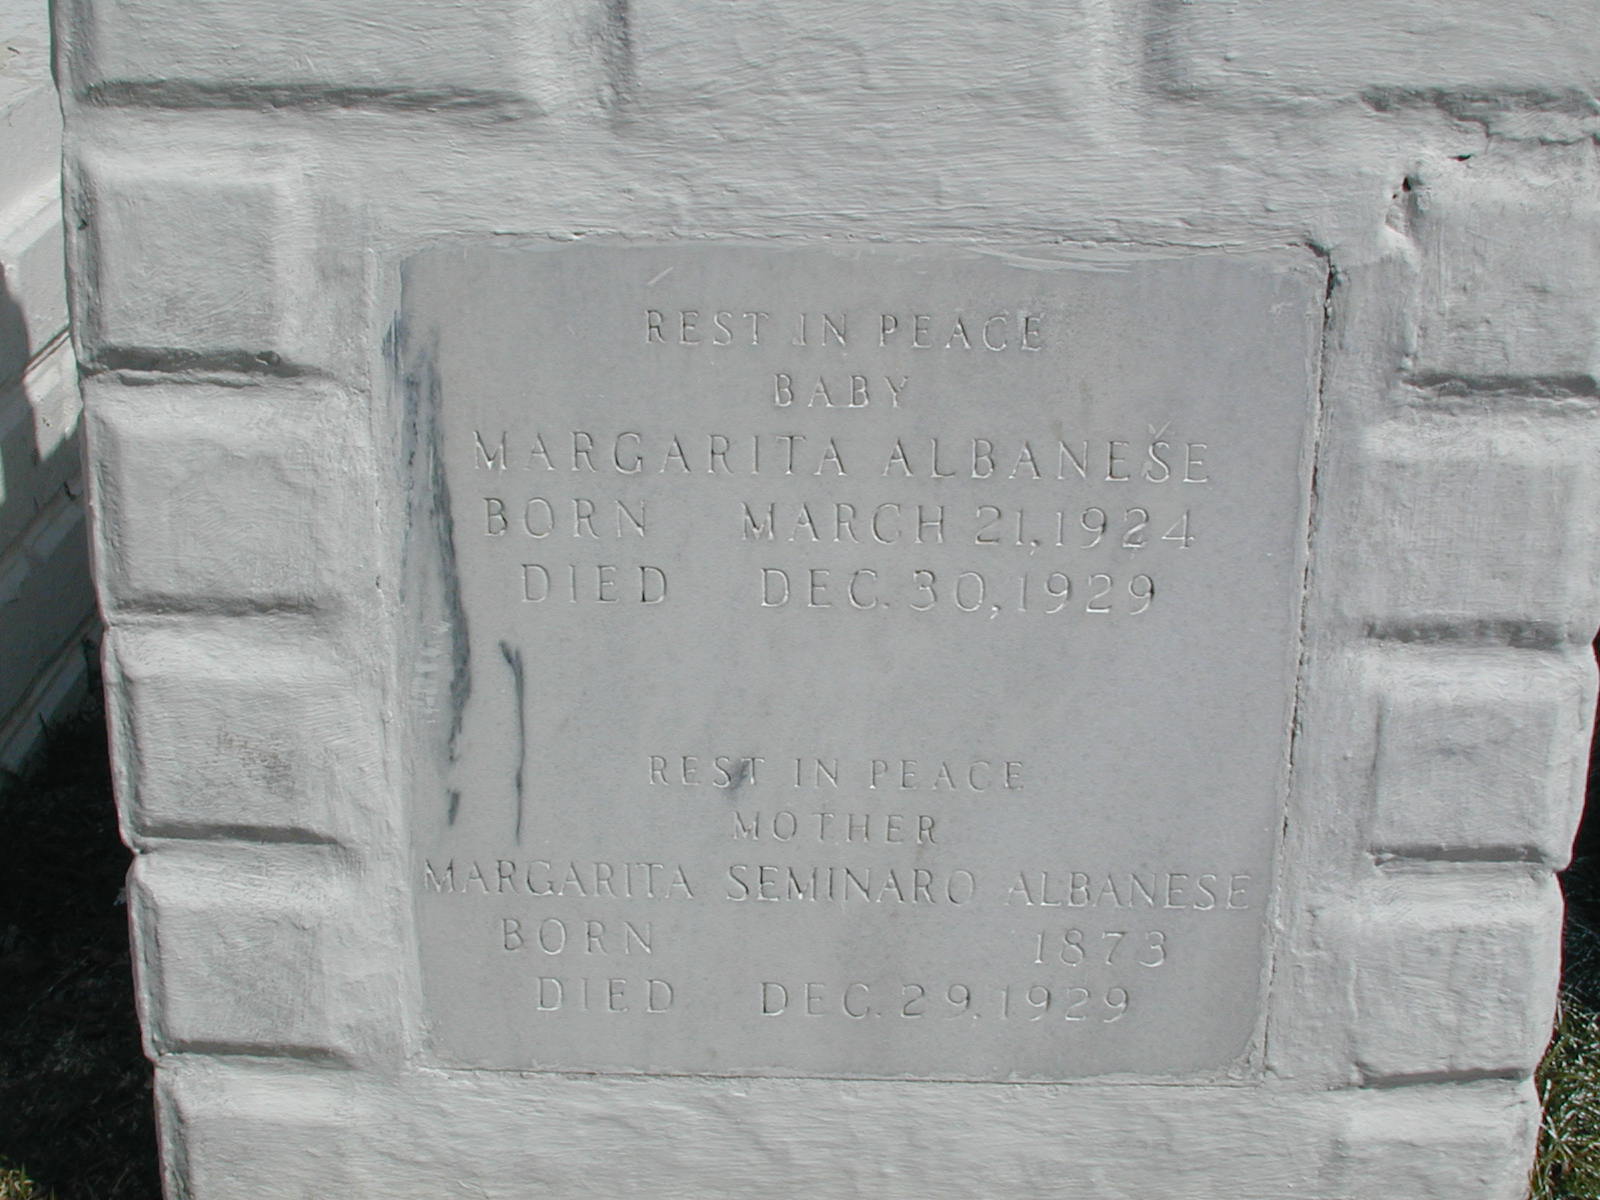 REST IN PEACE
BABY
MARGARITA ALBANESE
BORN MARCH 21, 1924
DIED DEC. 30, 1929
REST IN PEACE
MOTHER
MARGARITA SEMINARO ALBANESE
BORN 1873
DIED DEC. 29, 1929